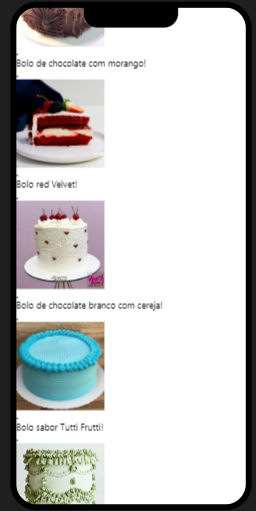 Bolo de chocolate com morango!
Bolo red Velvet!
Bolo de chocolate branco com cereja!
Bolo sabor Tutti Frutti!